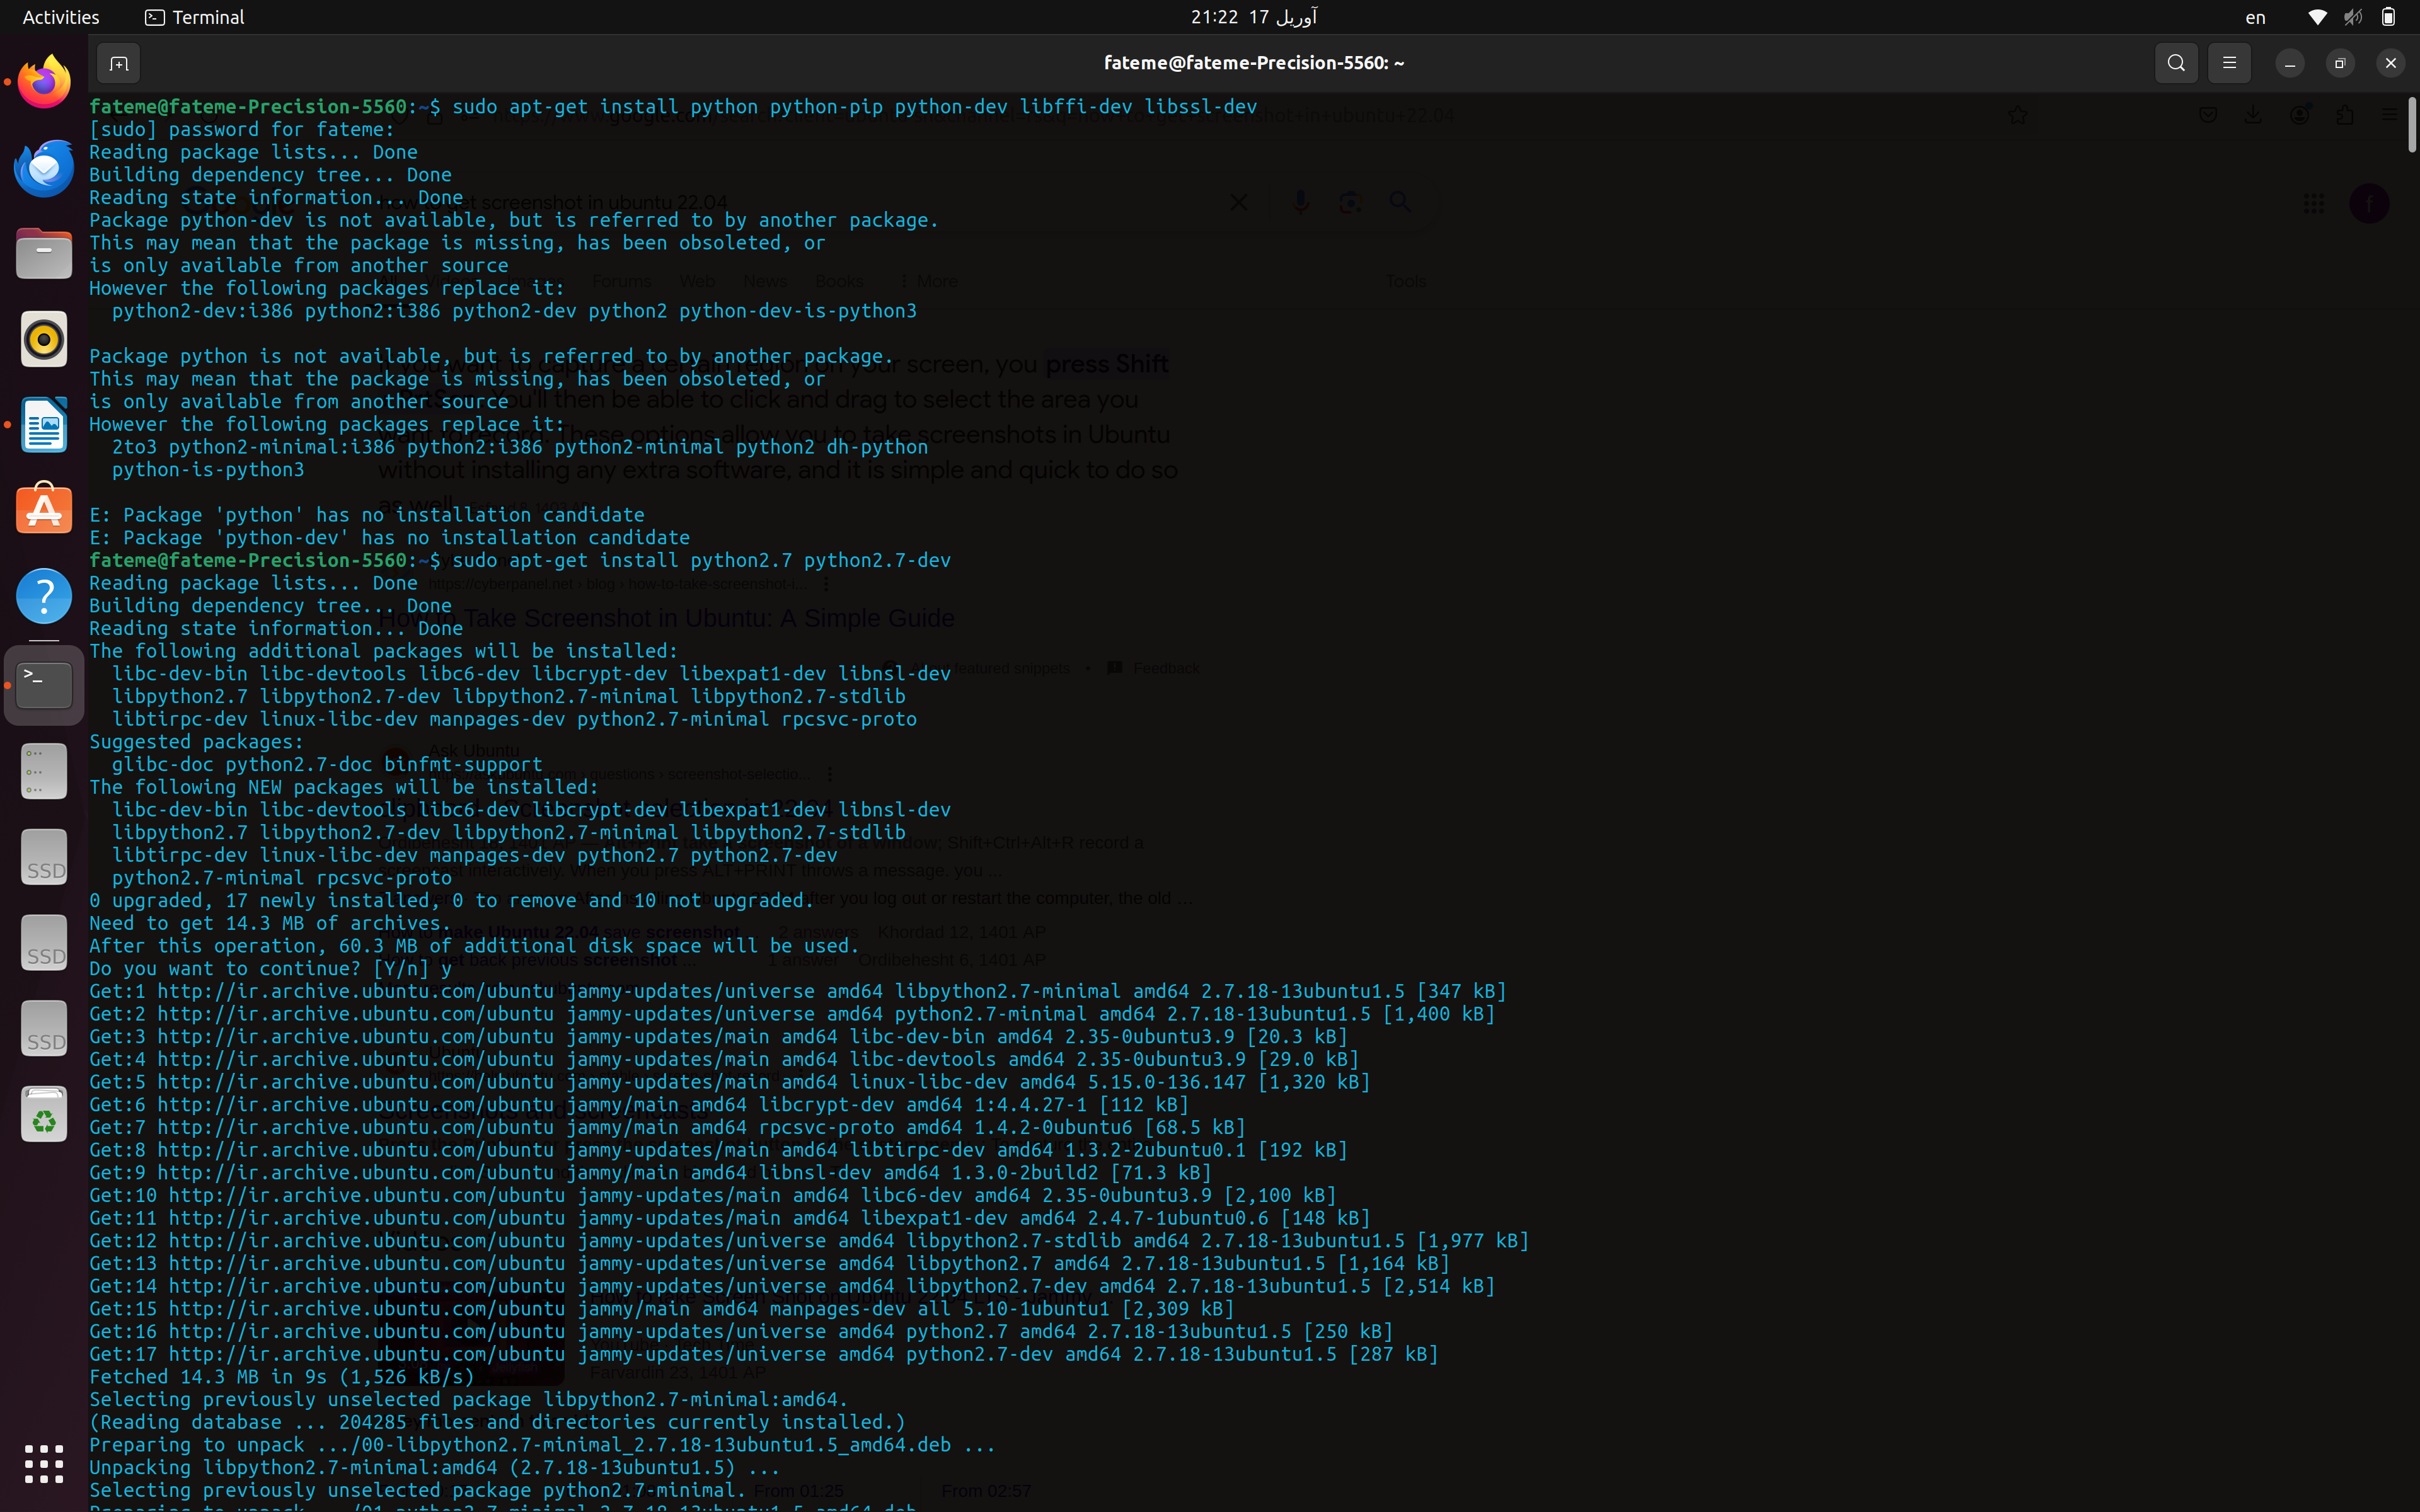 Activities Terminal 21:22 17 آوریل en
fateme@fateme-Precision-5560: ~
fateme@fateme-Precision-5560:~$ sudo apt-get install python python-pip python-dev libffi-dev libssl-dev
[sudo] password for fateme:
Reading package lists... Done
Building dependency tree... Done
Reading state information... Done
Package python-dev is not available, but is referred to by another package.
This may mean that the package is missing, has been obsoleted, or
is only available from another source
However the following packages replace it:
  python2-dev:i386 python2:i386 python2-dev python2 python-dev-is-python3
Package python is not available, but is referred to by another package.
This may mean that the package is missing, has been obsoleted, or
is only available from another source
However the following packages replace it:
  2to3 python2-minimal:i386 python2:i386 python2-minimal python2 dh-python
  python-is-python3
E: Package 'python' has no installation candidate
E: Package 'python-dev' has no installation candidate
fateme@fateme-Precision-5560:~$ sudo apt-get install python2.7 python2.7-dev
Reading package lists... Done
Building dependency tree... Done
Reading state information... Done
The following additional packages will be installed:
  libc-dev-bin libc-devtools libc6-dev libcrypt-dev libexpat1-dev libnsl-dev
  libpython2.7 libpython2.7-dev libpython2.7-minimal libpython2.7-stdlib
  libtirpc-dev linux-libc-dev manpages-dev python2.7-minimal rpcsvc-proto
Suggested packages:
  glibc-doc python2.7-doc binfmt-support
The following NEW packages will be installed:
  libc-dev-bin libc-devtools libc6-dev libcrypt-dev libexpat1-dev libnsl-dev
  libpython2.7 libpython2.7-dev libpython2.7-minimal libpython2.7-stdlib
  libtirpc-dev linux-libc-dev manpages-dev python2.7 python2.7-dev
  python2.7-minimal rpcsvc-proto
0 upgraded, 17 newly installed, 0 to remove and 10 not upgraded.
Need to get 14.3 MB of archives.
After this operation, 60.3 MB of additional disk space will be used.
Do you want to continue? [Y/n] y
Get:1 http://ir.archive.ubuntu.com/ubuntu jammy-updates/universe amd64 libpython2.7-minimal amd64 2.7.18-13ubuntu1.5 [347 kB]
Get:2 http://ir.archive.ubuntu.com/ubuntu jammy-updates/universe amd64 python2.7-minimal amd64 2.7.18-13ubuntu1.5 [1,400 kB]
Get:3 http://ir.archive.ubuntu.com/ubuntu jammy-updates/main amd64 libc-dev-bin amd64 2.35-0ubuntu3.9 [20.3 kB]
Get:4 http://ir.archive.ubuntu.com/ubuntu jammy-updates/main amd64 libc-devtools amd64 2.35-0ubuntu3.9 [29.0 kB]
Get:5 http://ir.archive.ubuntu.com/ubuntu jammy-updates/main amd64 linux-libc-dev amd64 5.15.0-136.147 [1,320 kB]
Get:6 http://ir.archive.ubuntu.com/ubuntu jammy/main amd64 libcrypt-dev amd64 1:4.4.27-1 [112 kB]
Get:7 http://ir.archive.ubuntu.com/ubuntu jammy/main amd64 rpcsvc-proto amd64 1.4.2-0ubuntu6 [68.5 kB]
Get:8 http://ir.archive.ubuntu.com/ubuntu jammy-updates/main amd64 libtirpc-dev amd64 1.3.2-2ubuntu0.1 [192 kB]
Get:9 http://ir.archive.ubuntu.com/ubuntu jammy/main amd64 libnsl-dev amd64 1.3.0-2build2 [71.3 kB]
Get:10 http://ir.archive.ubuntu.com/ubuntu jammy-updates/main amd64 libc6-dev amd64 2.35-0ubuntu3.9 [2,100 kB]
Get:11 http://ir.archive.ubuntu.com/ubuntu jammy-updates/main amd64 libexpat1-dev amd64 2.4.7-1ubuntu0.6 [148 kB]
Get:12 http://ir.archive.ubuntu.com/ubuntu jammy-updates/universe amd64 libpython2.7-stdlib amd64 2.7.18-13ubuntu1.5 [1,977 kB]
Get:13 http://ir.archive.ubuntu.com/ubuntu jammy-updates/universe amd64 libpython2.7 amd64 2.7.18-13ubuntu1.5 [1,164 kB]
Get:14 http://ir.archive.ubuntu.com/ubuntu jammy-updates/universe amd64 libpython2.7-dev amd64 2.7.18-13ubuntu1.5 [2,514 kB]
Get:15 http://ir.archive.ubuntu.com/ubuntu jammy/main amd64 manpages-dev all 5.10-1ubuntu1 [2,309 kB]
Get:16 http://ir.archive.ubuntu.com/ubuntu jammy-updates/universe amd64 python2.7 amd64 2.7.18-13ubuntu1.5 [250 kB]
Get:17 http://ir.archive.ubuntu.com/ubuntu jammy-updates/universe amd64 python2.7-dev amd64 2.7.18-13ubuntu1.5 [287 kB]
Fetched 14.3 MB in 9s (1,526 kB/s)
Selecting previously unselected package libpython2.7-minimal:amd64.
(Reading database ... 204285 files and directories currently installed.)
Preparing to unpack .../00-libpython2.7-minimal_2.7.18-13ubuntu1.5_amd64.deb ...
Unpacking libpython2.7-minimal:amd64 (2.7.18-13ubuntu1.5) ...
Selecting previously unselected package python2.7-minimal.
SSD
SSD
SSD